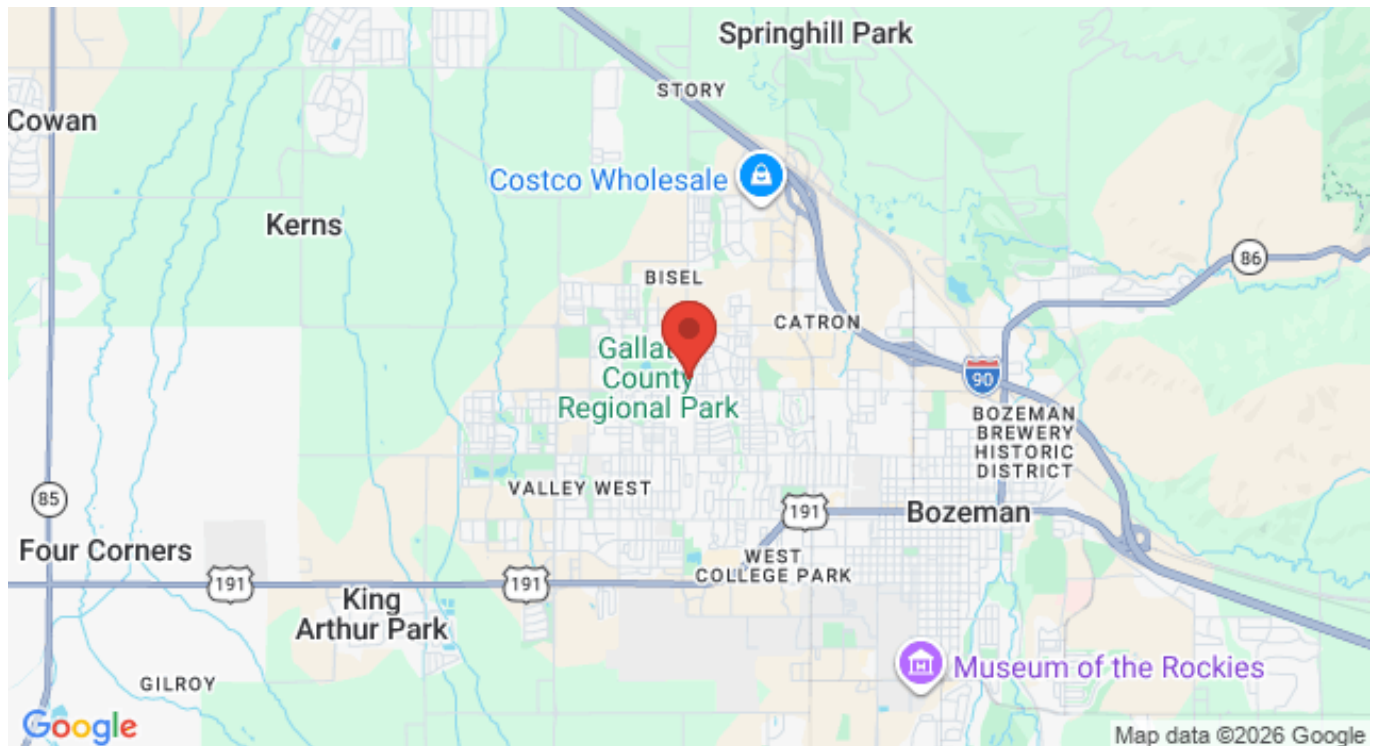 Springhill Park
STORY
Cowan
Costco Wholesale
Kerns
86
BISEL
CATRON
Gallat
County
Regional Park
90
BOZEMAN
BREWERY
HISTORIC
DISTRICT
VALLEY WEST
85
191
Bozeman
Four Corners
WEST
COLLEGE PARK
191
191
King
Arthur Park
Museum of the Rockies
GILROY
Google
Map data ©2026 Google